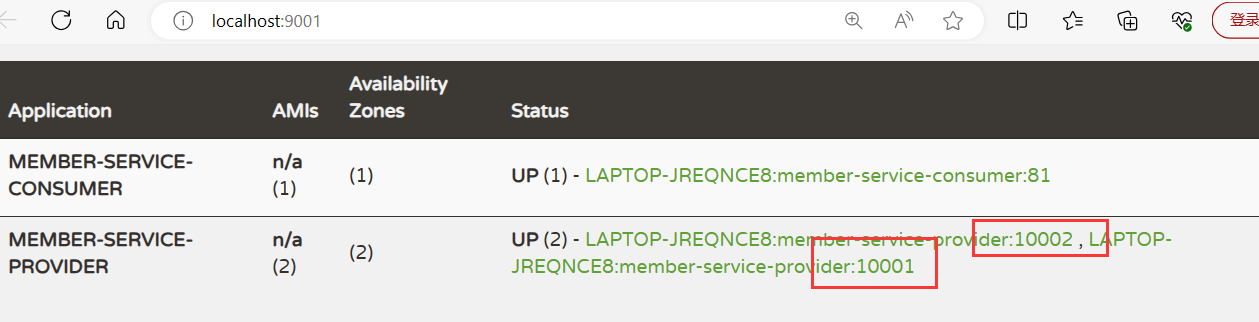 localhost:9001
登录
Application AMIs Availability Zones Status
MEMBER-SERVICE-CONSUMER n/a (1) (1) UP (1) - LAPTOP-JREQNCE8:member-service-consumer:81
MEMBER-SERVICE-PROVIDER n/a (2) (2) UP (2) - LAPTOP-JREQNCE8:member-service-provider:10002 , LAPTOP-JREQNCE8:member-service-provider:10001